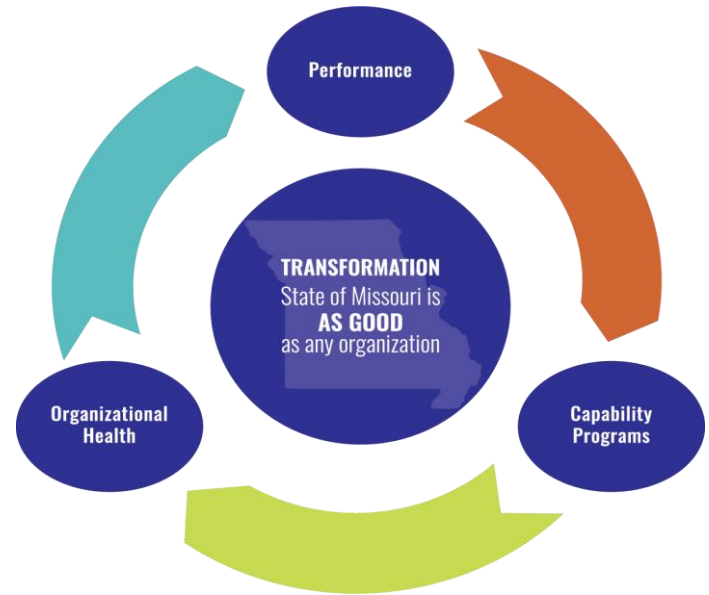 Performance
TRANSFORMATION
State of Missouri is
AS GOOD
as any organization
Organizational
Health
Capability
Programs